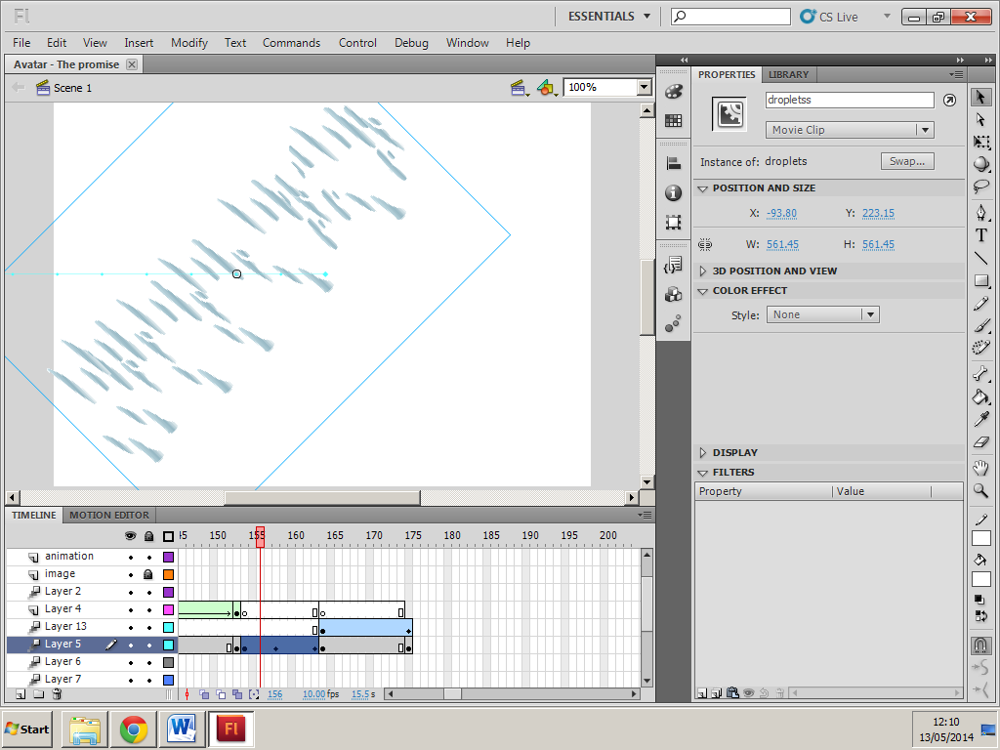 Fl ESSENTIALS CS Live
File Edit View Insert Modify Text Commands Control Debug Window Help
Avatar - The promise
Scene 1 100%
PROPERTIES LIBRARY
dropletss
Movie Clip
Instance of: droplets Swap...
POSITION AND SIZE
X: -93.80 Y: 223.15
W: 561.45 H: 561.45
3D POSITION AND VIEW
COLOR EFFECT
Style: None
DISPLAY
FILTERS
Property Value
TIMELINE MOTION EDITOR
45 150 155 160 165 170 175 180 185 190 195 200
animation
image
Layer 2
Layer 4
Layer 13
Layer 5
Layer 6
Layer 7
156 10.00 fps 15.5 s
Start W Fl
12:10
13/05/2014